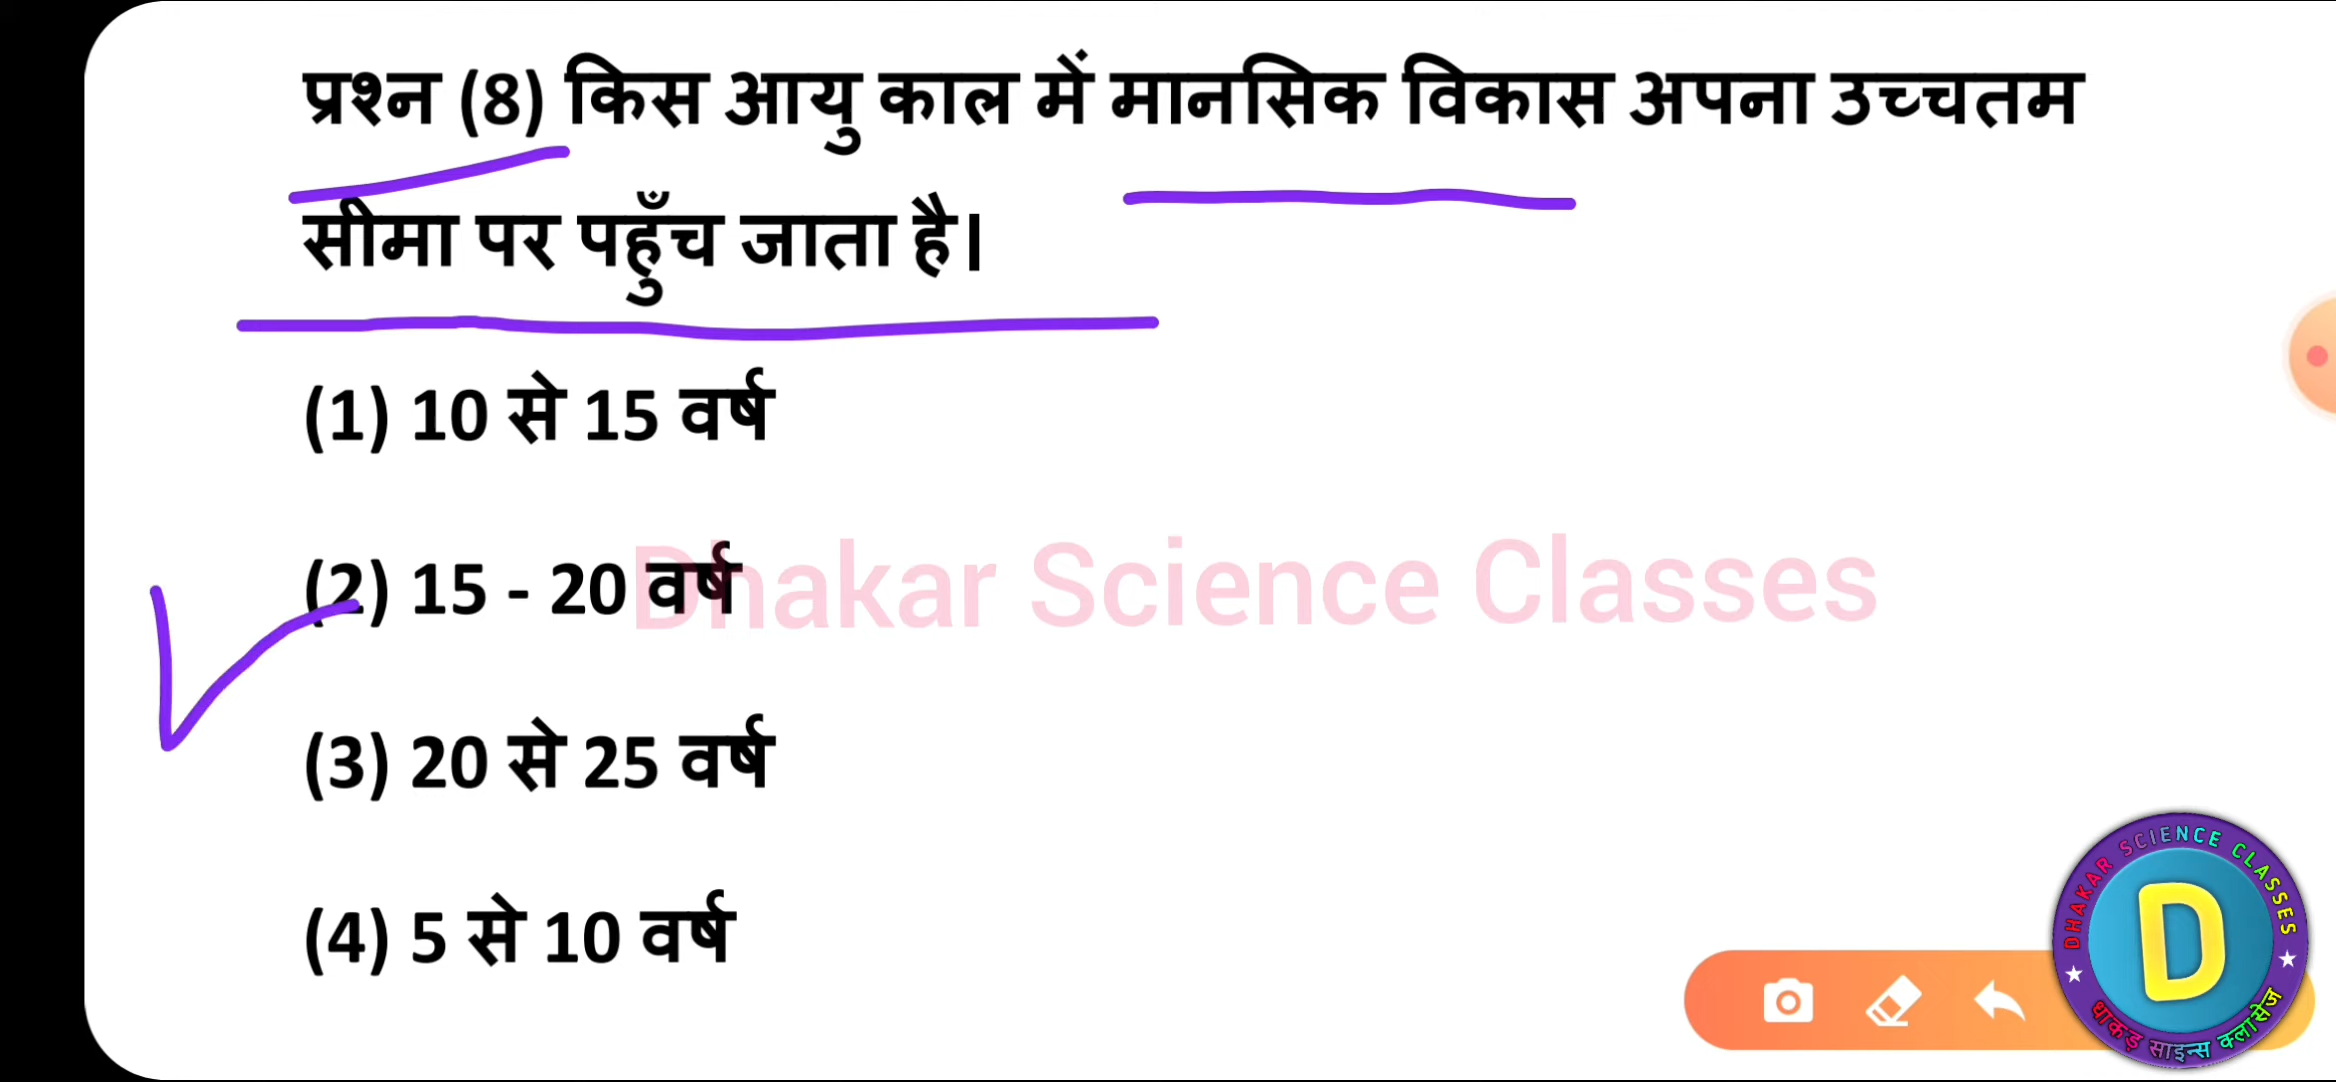 प्रश्न (8) किस आयु काल में मानसिक विकास अपना उच्चतम
सीमा पर पहुँच जाता है।
(1) 10 से 15 वर्ष
(2) 15 - 20 वर्ष
Dhakar Science Classes
(3) 20 से 25 वर्ष
(4) 5 से 10 वर्ष
DHAKAR SCIENCE CLASSES
D
धाकड़ साइन्स क्लासेज